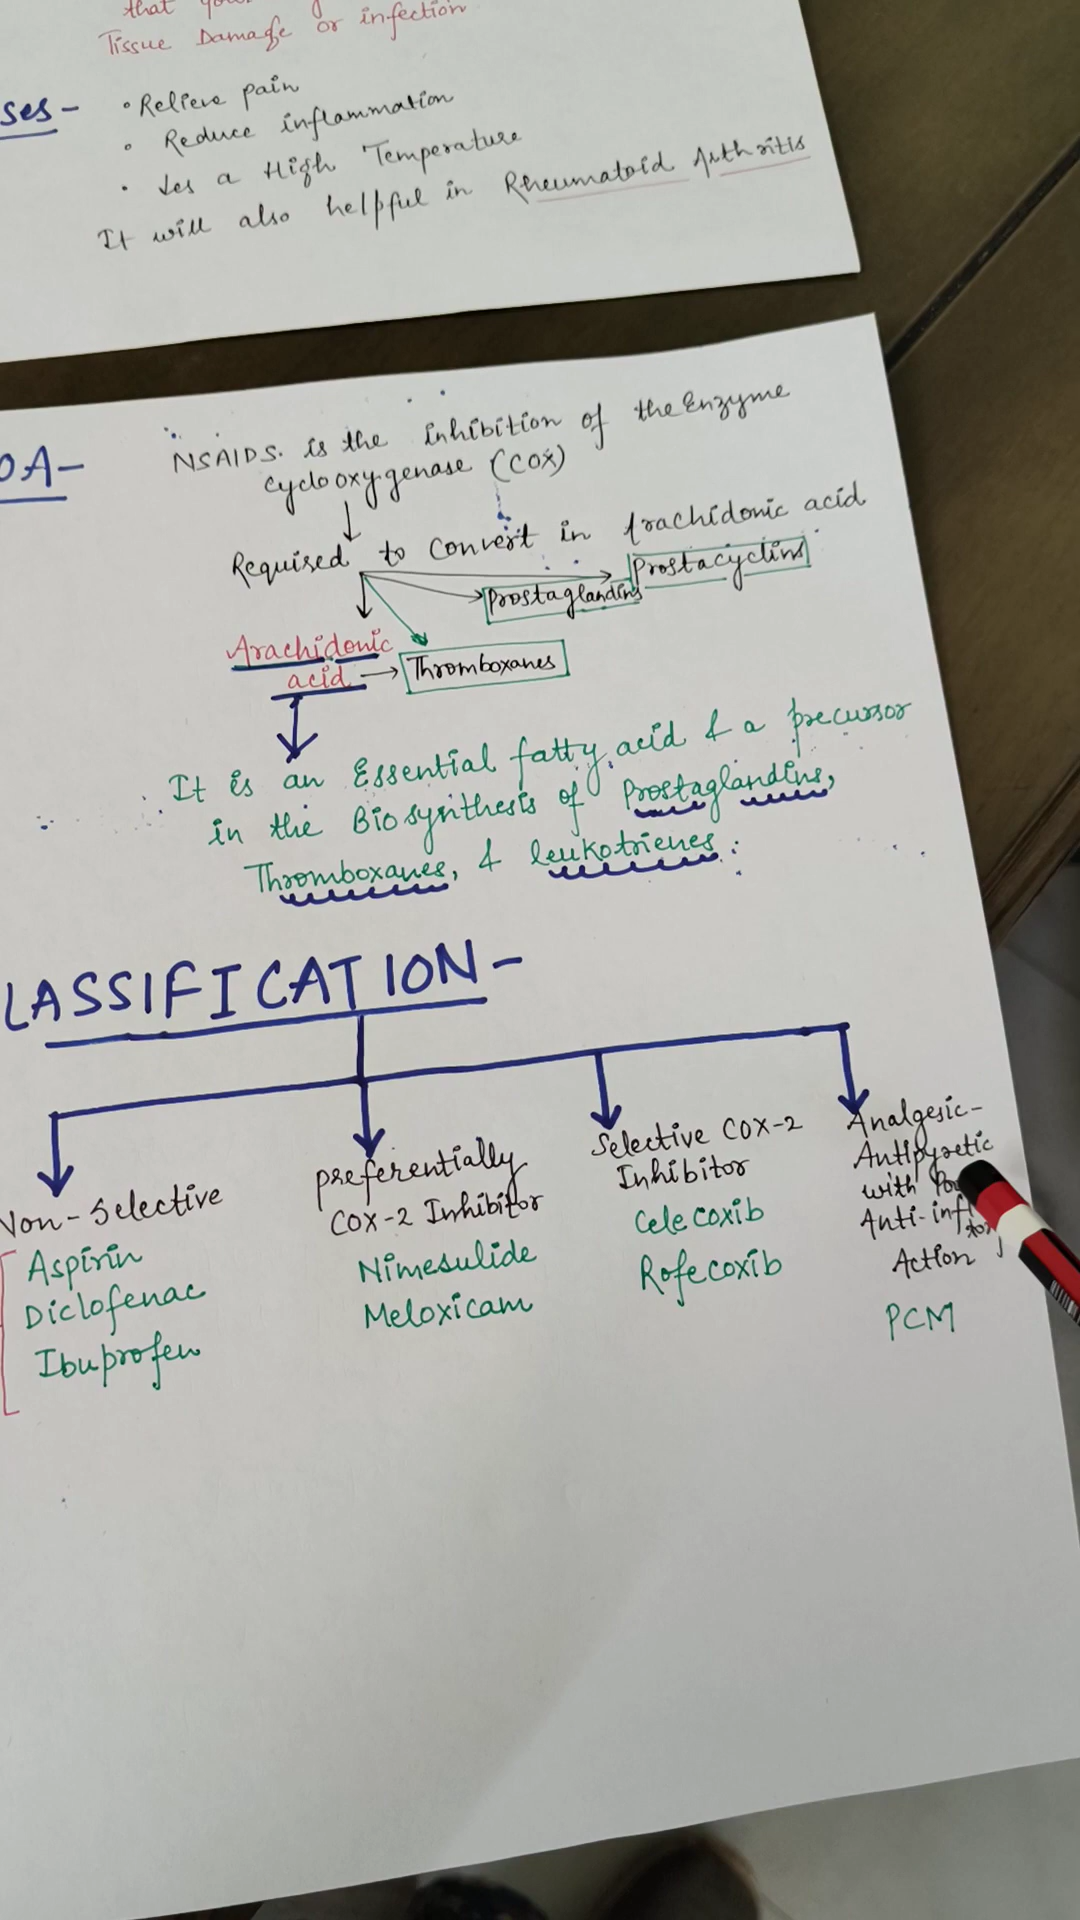 that
Tissue Damage or infection
ses-
• Relieve pain
• Reduce inflammation
• Les a High Temperature
It will also helpful in Rheumatoid Arthritis
OA-
NSAIDS. is the inhibition of the Enzyme
cyclooxygenase (COX)
Required to convert in Arachidonic acid
Prostacyclins
Prostaglandins
Arachidonic
acid → Thromboxanes
It is an Essential fatty acid & a precursor
in the Biosynthesis of Prostaglandins,
Thromboxanes, & leukotrienes.
LASSIFICATION-
Non-Selective
Aspirin
Diclofenac
Ibuprofen
preferentially
COX-2 Inhibitor
Nimesulide
Meloxicam
Selective COX-2
Inhibitor
Celecoxib
Rofecoxib
Analgesic-
Antipyretic
with
Anti-inf
Action
PCM